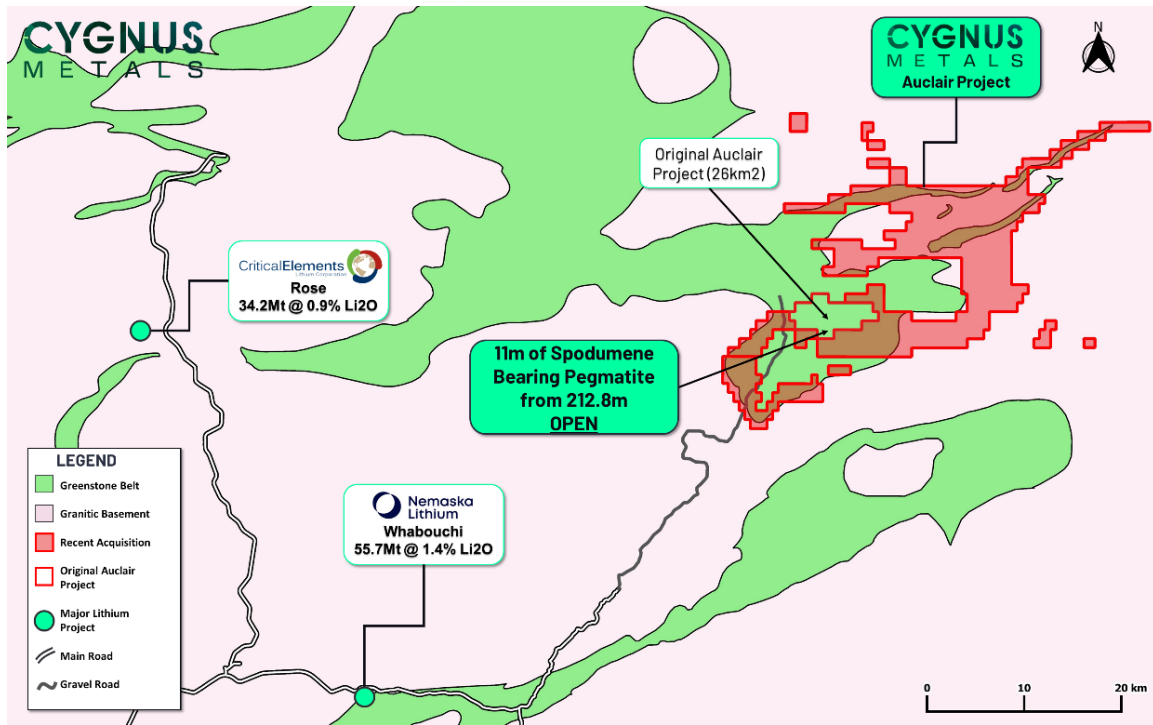 CYGNUS
METALS
CYGNUS
METALS
Auclair Project
N
Original Auclair
Project (26km2)
CriticalElements
Lithium Corporation
Rose
34.2Mt @ 0.9% Li2O
11m of Spodumene
Bearing Pegmatite
from 212.8m
OPEN
Nemaska
Lithium
Whabouchi
55.7Mt @ 1.4% Li2O
LEGEND
Greenstone Belt
Granitic Basement
Recent Acquisition
Original Auclair
Project
Major Lithium
Project
Main Road
Gravel Road
0 10 20 km